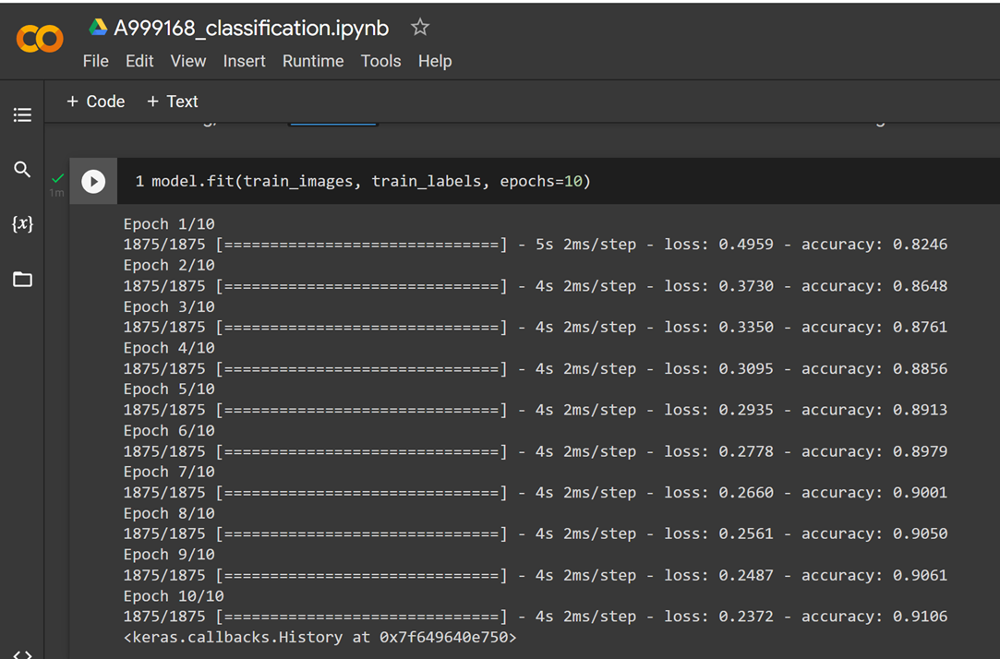 A999168_classification.ipynb
File Edit View Insert Runtime Tools Help
+ Code + Text
{x}
1m
1 model.fit(train_images, train_labels, epochs=10)
Epoch 1/10
1875/1875 [==============================] - 5s 2ms/step - loss: 0.4959 - accuracy: 0.8246
Epoch 2/10
1875/1875 [==============================] - 4s 2ms/step - loss: 0.3730 - accuracy: 0.8648
Epoch 3/10
1875/1875 [==============================] - 4s 2ms/step - loss: 0.3350 - accuracy: 0.8761
Epoch 4/10
1875/1875 [==============================] - 4s 2ms/step - loss: 0.3095 - accuracy: 0.8856
Epoch 5/10
1875/1875 [==============================] - 4s 2ms/step - loss: 0.2935 - accuracy: 0.8913
Epoch 6/10
1875/1875 [==============================] - 4s 2ms/step - loss: 0.2778 - accuracy: 0.8979
Epoch 7/10
1875/1875 [==============================] - 4s 2ms/step - loss: 0.2660 - accuracy: 0.9001
Epoch 8/10
1875/1875 [==============================] - 4s 2ms/step - loss: 0.2561 - accuracy: 0.9050
Epoch 9/10
1875/1875 [==============================] - 4s 2ms/step - loss: 0.2487 - accuracy: 0.9061
Epoch 10/10
1875/1875 [==============================] - 4s 2ms/step - loss: 0.2372 - accuracy: 0.9106
<keras.callbacks.History at 0x7f649640e750>